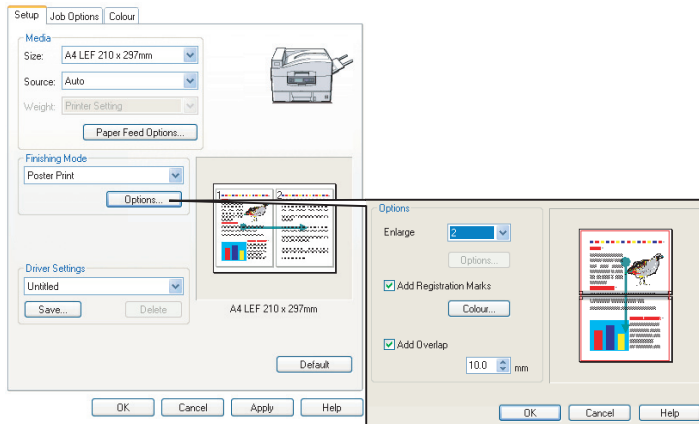 Setup Job Options Colour
Media
Size: A4 LEF 210 x 297mm
Source: Auto
Weight: Printer Setting
Paper Feed Options...
Finishing Mode
Poster Print
Options...
1 2
Driver Settings
Untitled
Save... Delete
A4 LEF 210 x 297mm
Default
OK Cancel Apply Help
Options
Enlarge 2
Options...
Add Registration Marks
Colour...
Add Overlap
10.0 mm
OK Cancel Help